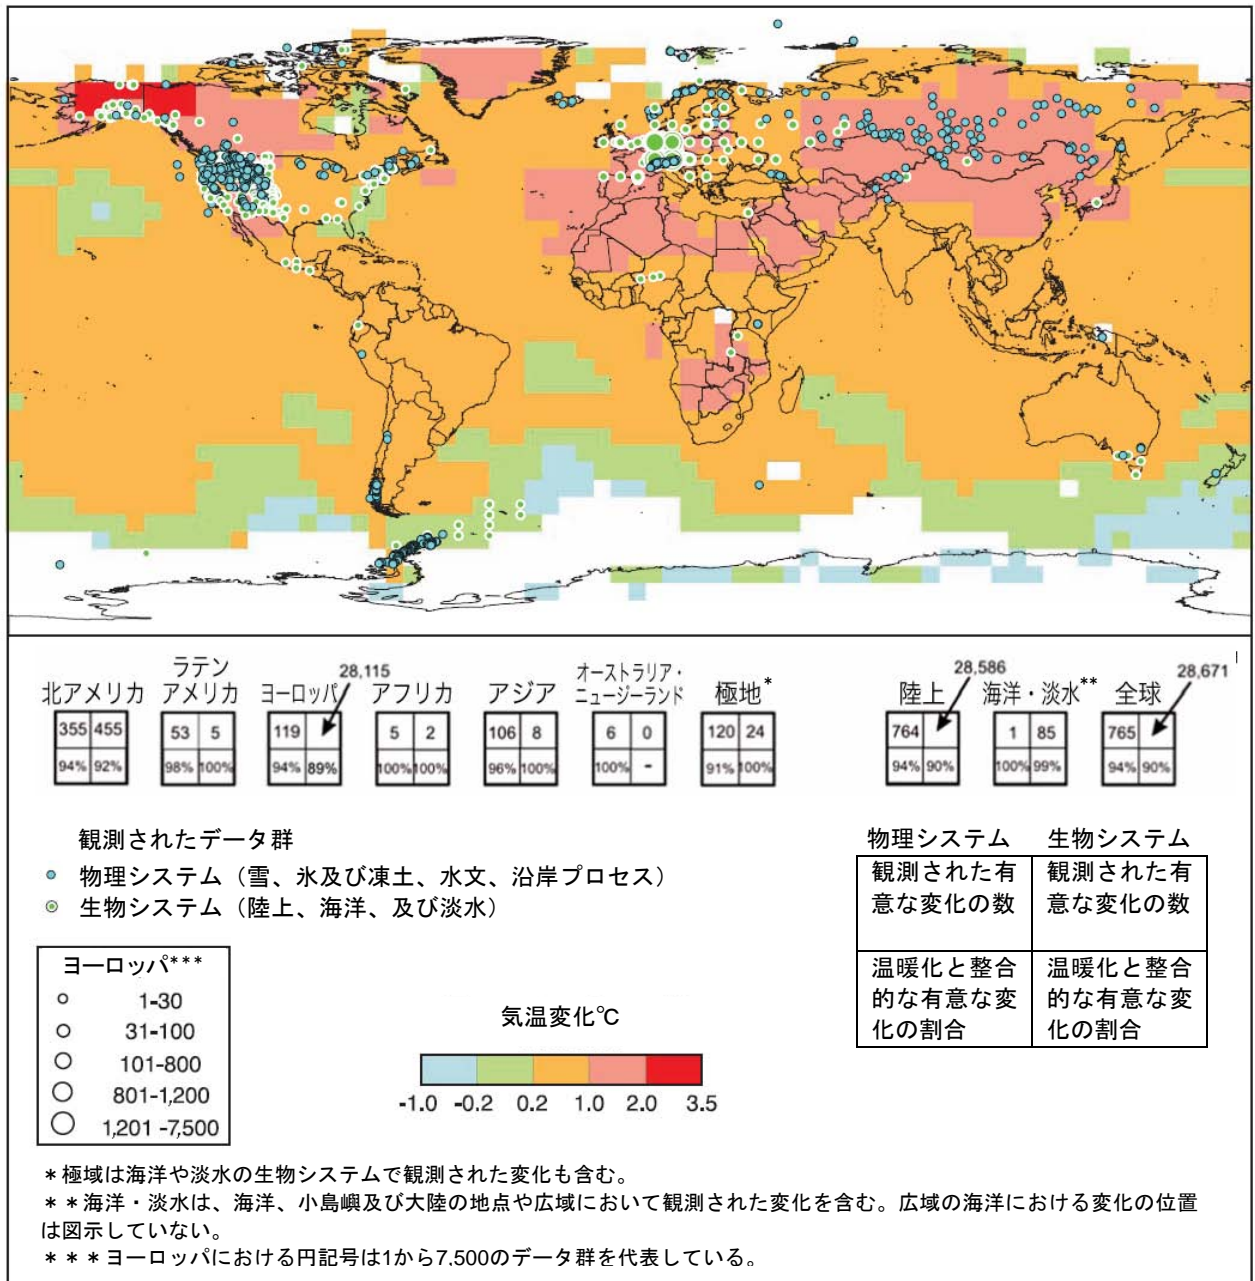 北アメリカ
355 455
94% 92%
ラテン
アメリカ
53 5
98% 100%
ヨーロッパ
28,115
119
94% 89%
アフリカ
5 2
100% 100%
アジア
106 8
96% 100%
オーストラリア・
ニュージーランド
6 0
100% -
極地*
120 24
91% 100%
陸上
28,586
764
94% 90%
海洋・淡水**
1 85
100% 99%
全球
28,671
765
94% 90%
観測されたデータ群
物理システム（雪、氷及び凍土、水文、沿岸プロセス）
生物システム（陸上、海洋、及び淡水）
ヨーロッパ***
1-30
31-100
101-800
801-1,200
1,201 -7,500
気温変化℃
-1.0 -0.2 0.2 1.0 2.0 3.5
物理システム 生物システム
観測された有 観測された有
意な変化の数 意な変化の数
温暖化と整合 温暖化と整合
的な有意な変 的な有意な変
化の割合 化の割合
＊極域は海洋や淡水の生物システムで観測された変化も含む。
＊＊海洋・淡水は、海洋、小島嶼及び大陸の地点や広域において観測された変化を含む。広域の海洋における変化の位置
は図示していない。
＊＊＊ヨーロッパにおける円記号は1から7,500のデータ群を代表している。